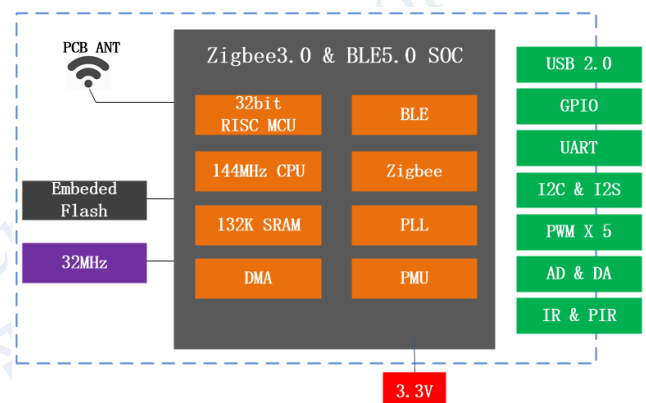 PCB ANT
Zigbee3.0 & BLE5.0 SOC
32bit
RISC MCU
BLE
144MHz CPU
Zigbee
132K SRAM
PLL
DMA
PMU
Embeded
Flash
32MHz
USB 2.0
GPIO
UART
I2C & I2S
PWM X 5
AD & DA
IR & PIR
3.3V